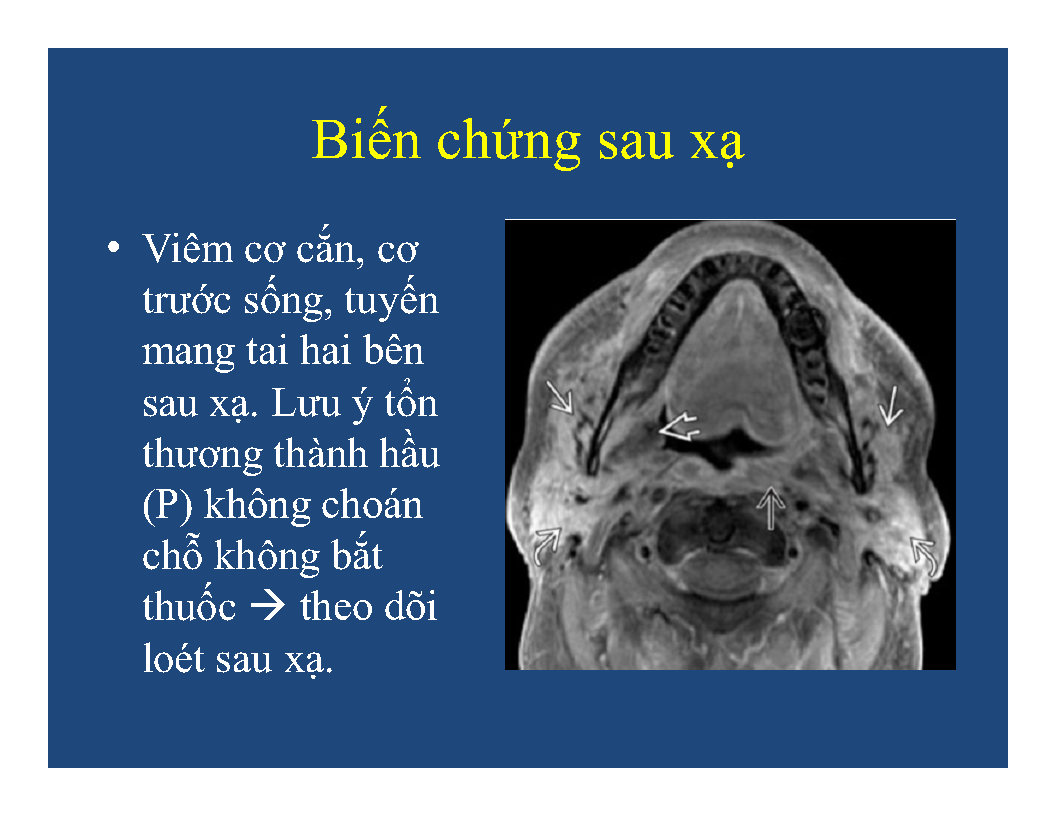 Biến chứng sau xạ
• Viêm cơ cắn, cơ
trước sống, tuyến
mang tai hai bên
sau xạ. Lưu ý tổn
thương thành hầu
(P) không choán
chỗ không bắt
thuốc → theo dõi
loét sau xạ.